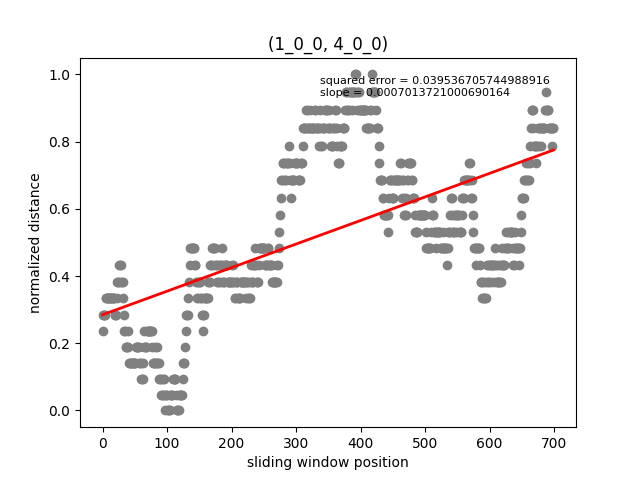 (1_0_0, 4_0_0)
squared error = 0.039536705744988916
slope = 0.0007013721000690164
normalized distance
1.0
0.8
0.6
0.4
0.2
0.0
0 100 200 300 400 500 600 700
sliding window position